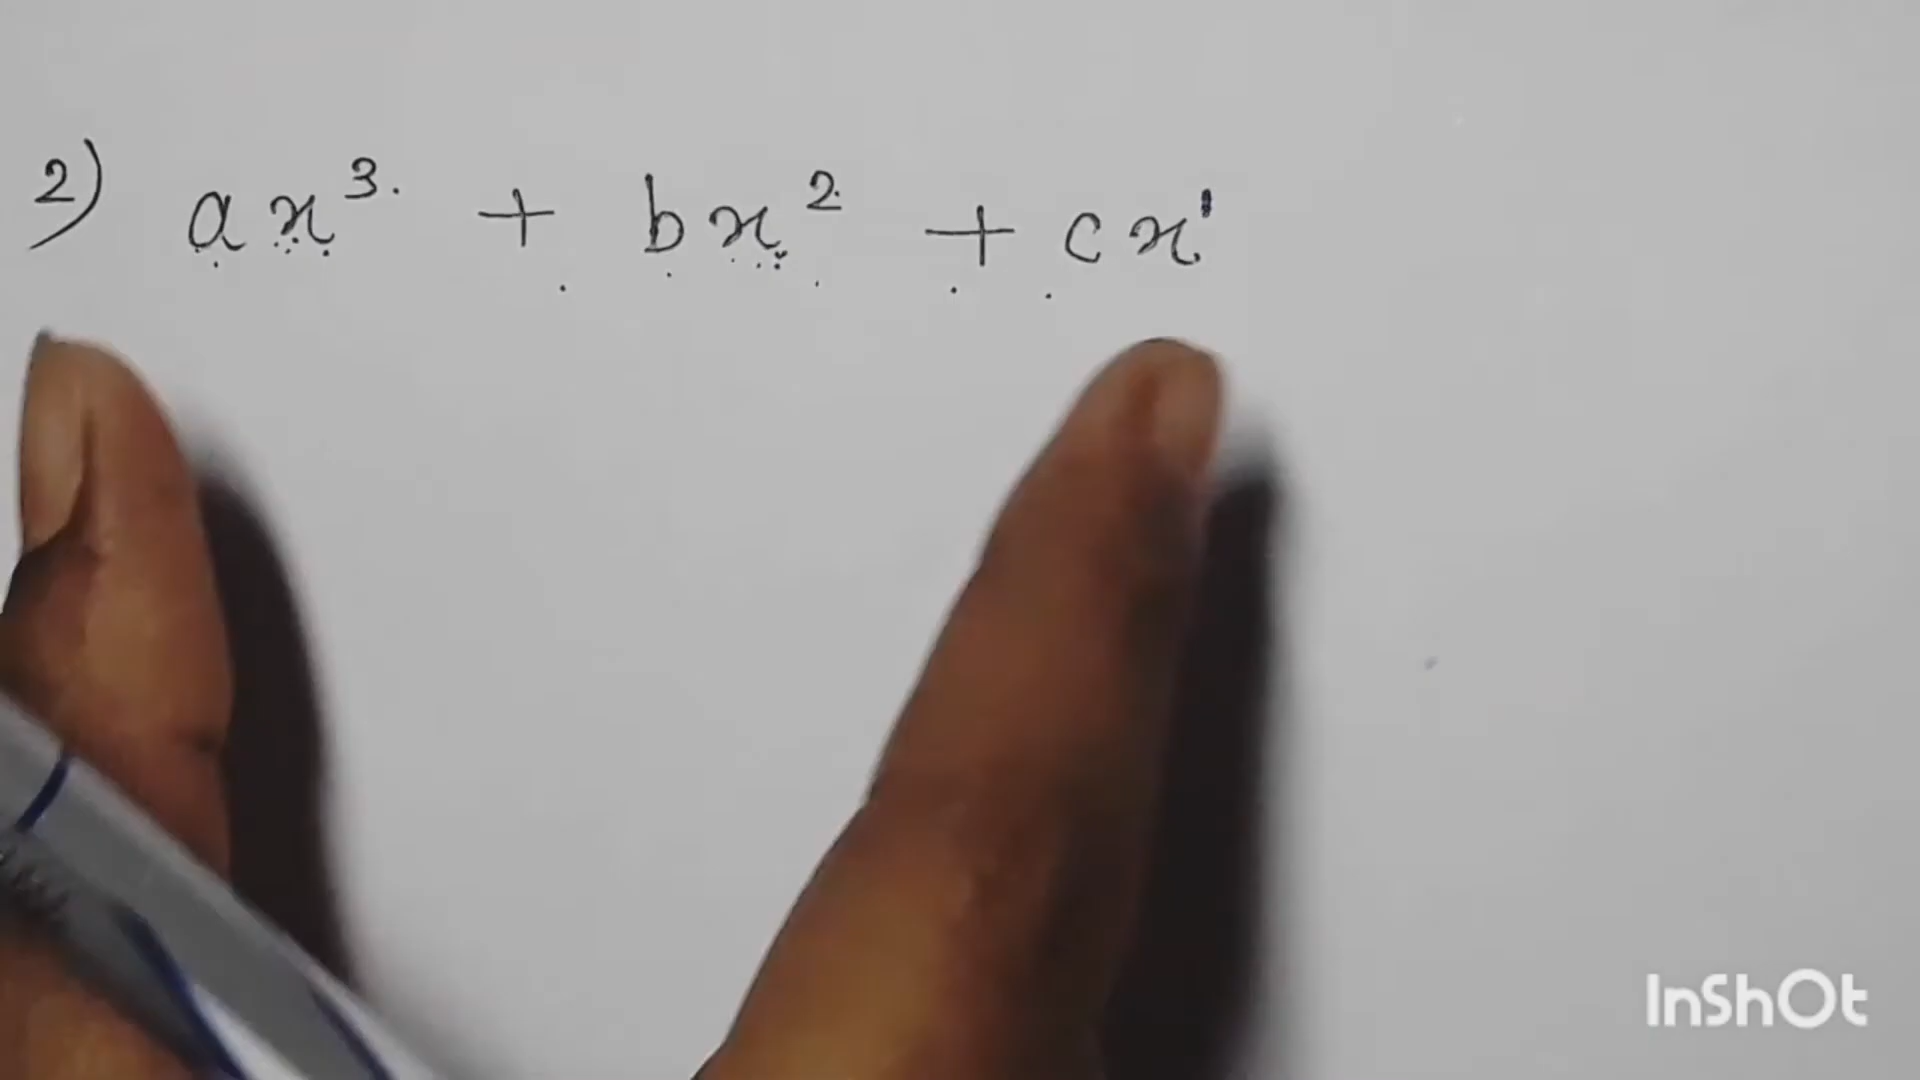 2) ax³ + bx² + cx¹
InShOt